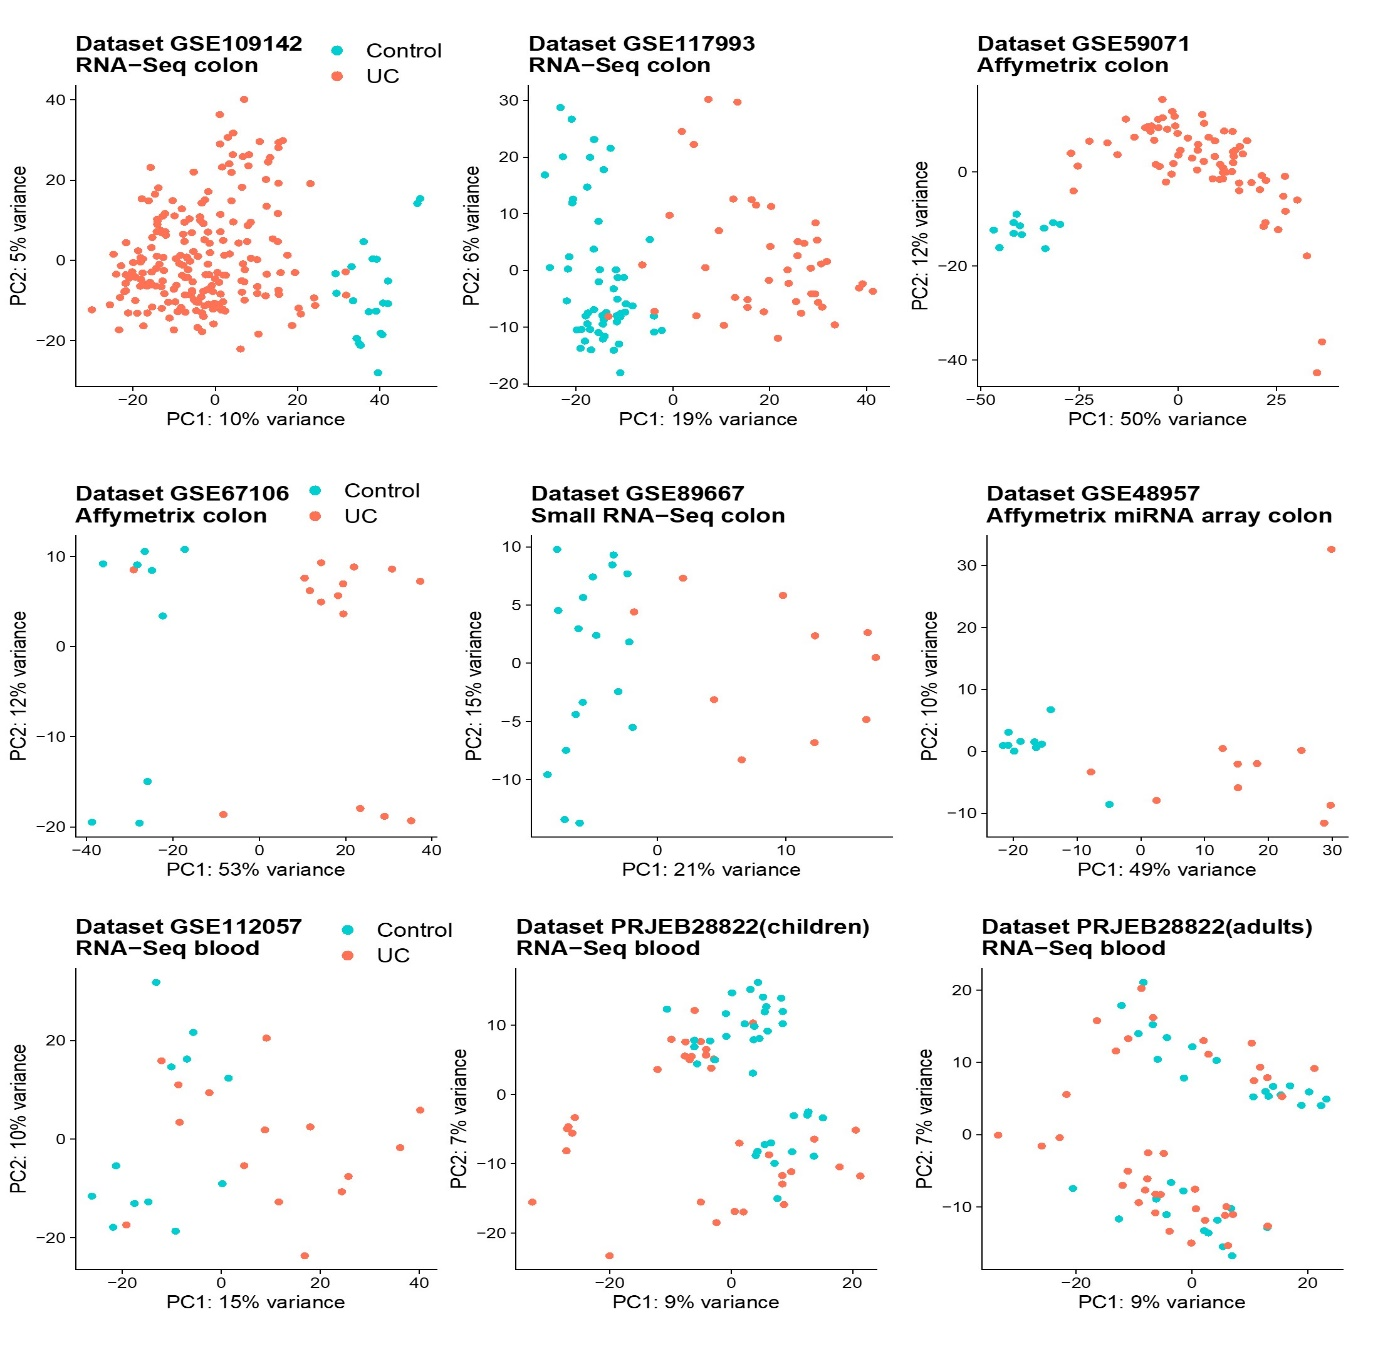 Dataset GSE109142
RNA−Seq colon
Control
UC
40
20
0
−20
PC2: 5% variance
−20
0
20
40
PC1: 10% variance
Dataset GSE117993
RNA−Seq colon
30
20
10
0
−10
−20
PC2: 6% variance
−20
0
20
40
PC1: 19% variance
Dataset GSE59071
Affymetrix colon
0
−20
−40
PC2: 12% variance
−50
−25
0
25
PC1: 50% variance
Dataset GSE67106
Affymetrix colon
Control
UC
10
0
−10
−20
PC2: 12% variance
−40
−20
0
20
40
PC1: 53% variance
Dataset GSE89667
Small RNA−Seq colon
10
5
0
−5
−10
PC2: 15% variance
0
10
PC1: 21% variance
Dataset GSE48957
Affymetrix miRNA array colon
30
20
10
0
−10
PC2: 10% variance
−20
−10
0
10
20
30
PC1: 49% variance
Dataset GSE112057
RNA−Seq blood
Control
UC
20
0
−20
PC2: 10% variance
−20
0
20
40
PC1: 15% variance
Dataset PRJEB28822(children)
RNA−Seq blood
10
0
−10
−20
PC2: 7% variance
−20
0
20
PC1: 9% variance
Dataset PRJEB28822(adults)
RNA−Seq blood
20
10
0
−10
PC2: 7% variance
−20
0
20
PC1: 9% variance